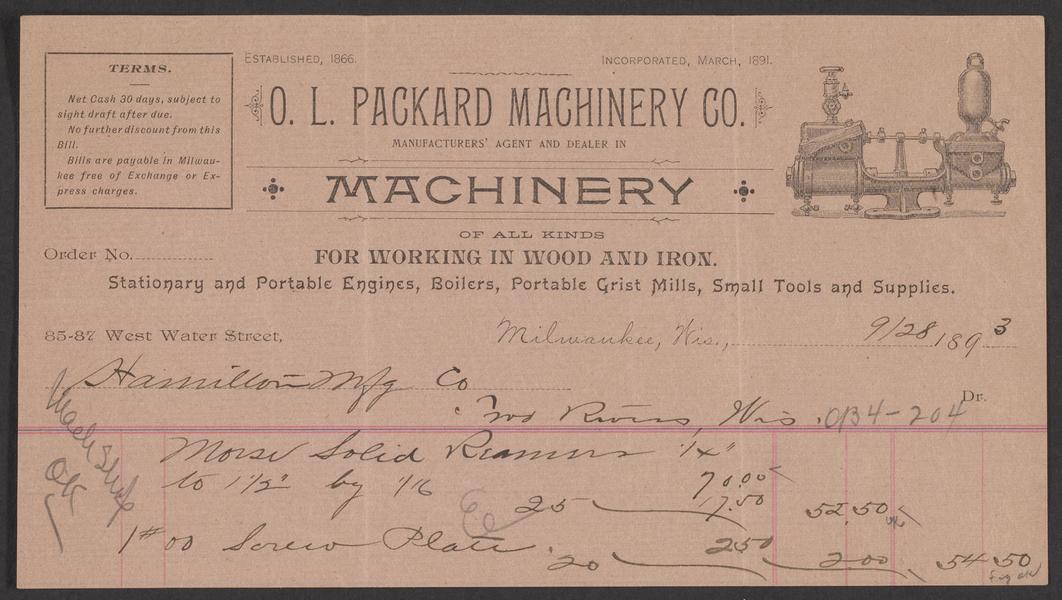 TERMS.
Net Cash 30 days, subject to
sight draft after due.
No further discount from this
Bill.
Bills are payable in Milwau-
kee free of Exchange or Ex-
press charges.
ESTABLISHED, 1866.
INCORPORATED, MARCH, 1891.
O. L. PACKARD MACHINERY CO.
MANUFACTURERS' AGENT AND DEALER IN
MACHINERY
OF ALL KINDS
Order No.
FOR WORKING IN WOOD AND IRON.
Stationary and Portable Engines, Boilers, Portable Grist Mills, Small Tools and Supplies.
85-87 West Water Street,
Milwaukee, Wis., 9/28 1893
Hamilton Mfg Co
Dr.
Two Rivers, Wis. 0134-204
OK
Morse Solid Reamers 1/4"
to 1 1/2" by 1/16 70.00
25 17.50 52.50
1 #00 Screw Plate 2.50
20 2.00 54.50